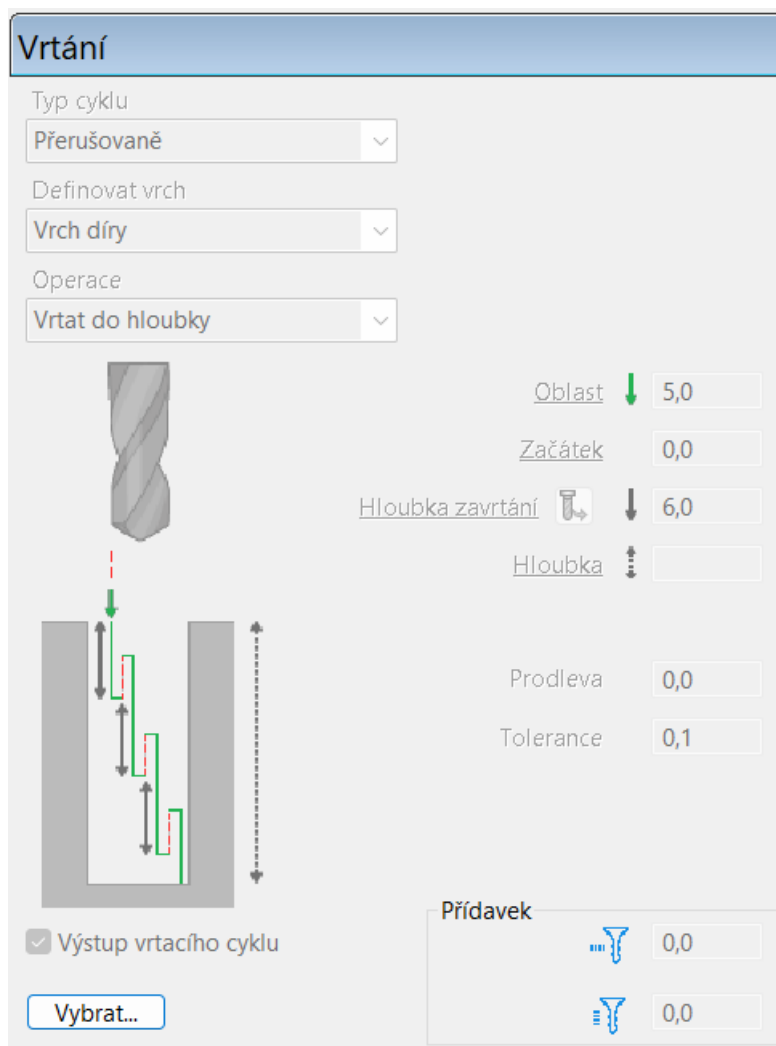 Vrtání
Typ cyklu
Přerušovaně
Definovat vrch
Vrch díry
Operace
Vrtat do hloubky
Oblast 5,0
Začátek 0,0
Hloubka zavrtání 6,0
Hloubka
Prodleva 0,0
Tolerance 0,1
Výstup vrtacího cyklu
Vybrat...
Přídavek
0,0
0,0